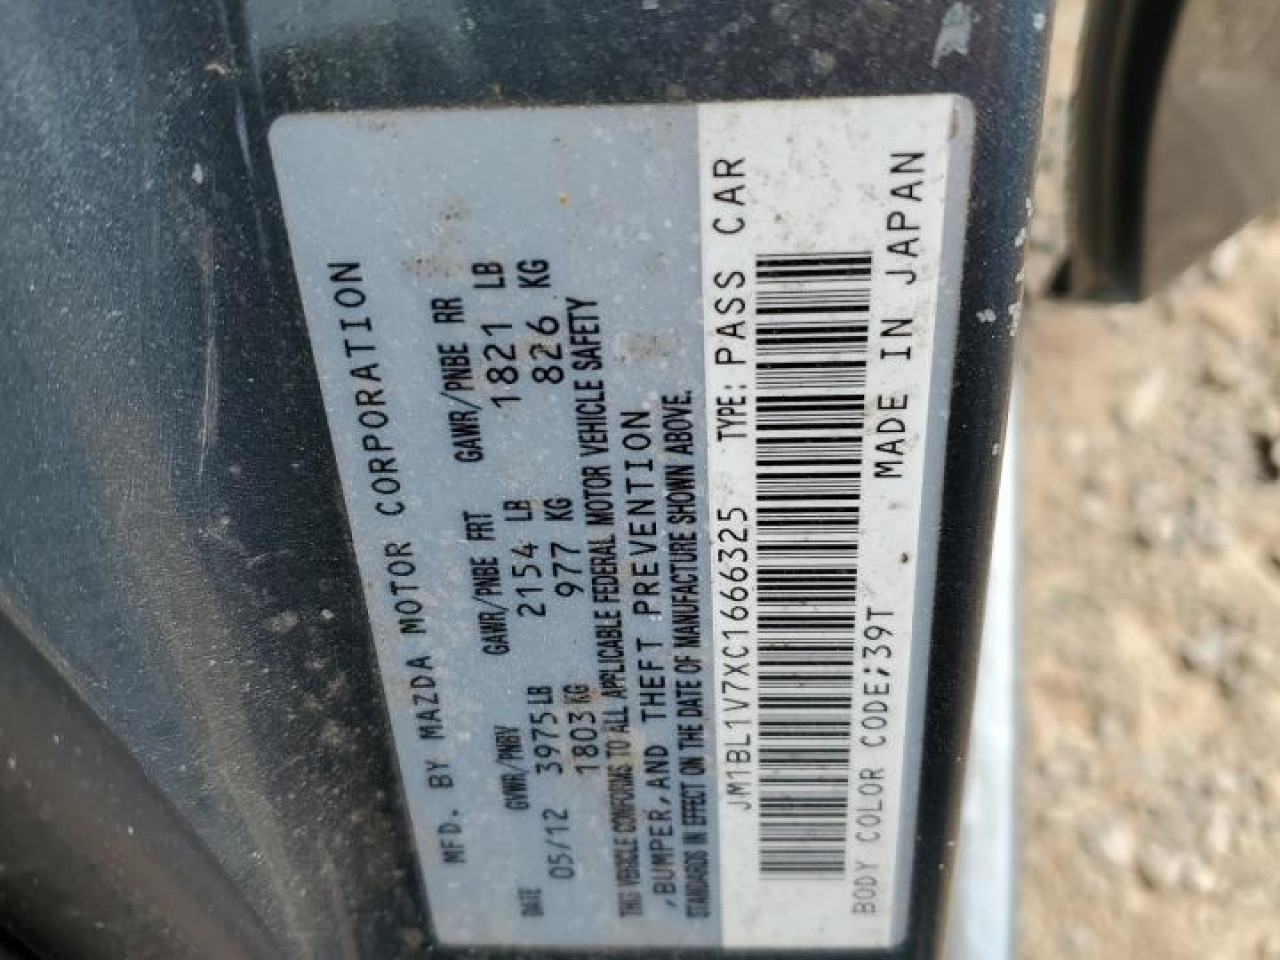 MFD. BY MAZDA MOTOR CORPORATION
DATE GVWR/PNBV GAWR/PNBE FRT GAWR/PNBE RR
05/12 3975 LB 2154 LB 1821 LB
1803 KG 977 KG 826 KG
THIS VEHICLE CONFORMS TO ALL APPLICABLE FEDERAL MOTOR VEHICLE SAFETY
,BUMPER,AND THEFT PREVENTION
STANDARDS IN EFFECT ON THE DATE OF MANUFACTURE SHOWN ABOVE.
JM1BL1V7XC1666325 TYPE: PASS CAR
BODY COLOR CODE;39T MADE IN JAPAN